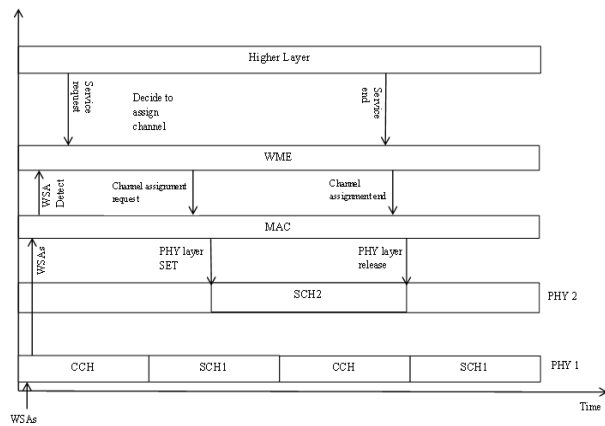 Higher Layer
Service
request
Decide to
assign
channel
Service
end
WME
WSA
Detect
Channel assignment
request
Channel
assignment end
MAC
WSAs
PHY layer
SET
PHY layer
release
SCH2
PHY 2
CCH
SCH1
CCH
SCH1
PHY 1
Time
WSAs